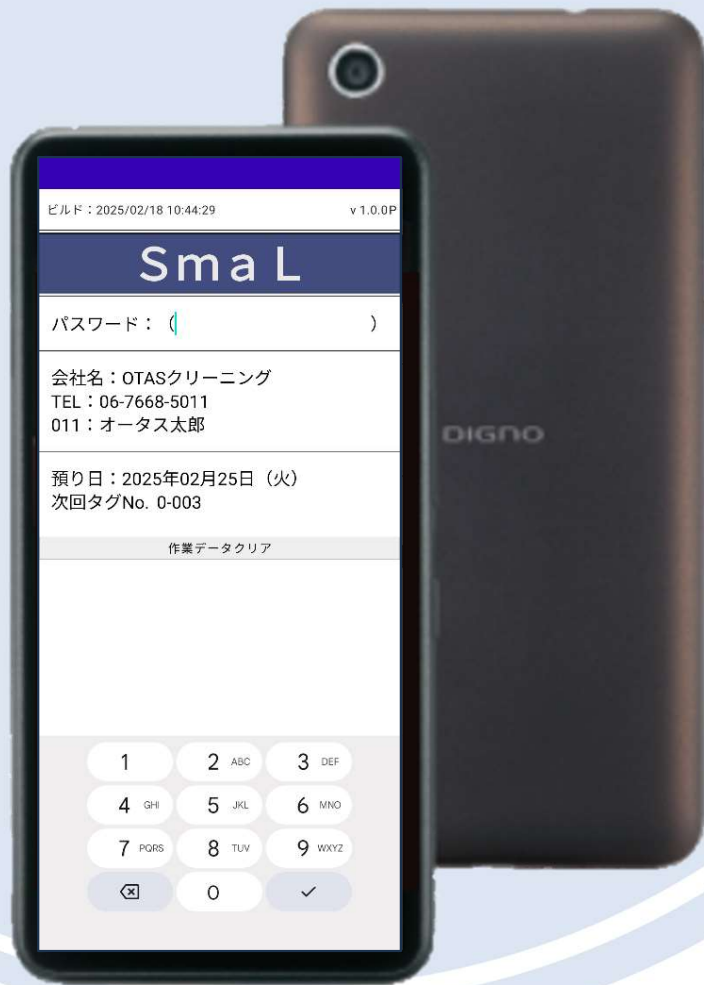 ビルド：2025/02/18 10:44:29 v 1.0.0P
SmaL
パスワード： ( )
会社名：OTASクリーニング
TEL：06-7668-5011
011：オータス太郎
預り日：2025年02月25日（火）
次回タグNo. 0-003
作業データクリア
1 2 ABC 3 DEF
4 GHI 5 JKL 6 MNO
7 PQRS 8 TUV 9 WXYZ
0
DIGNO